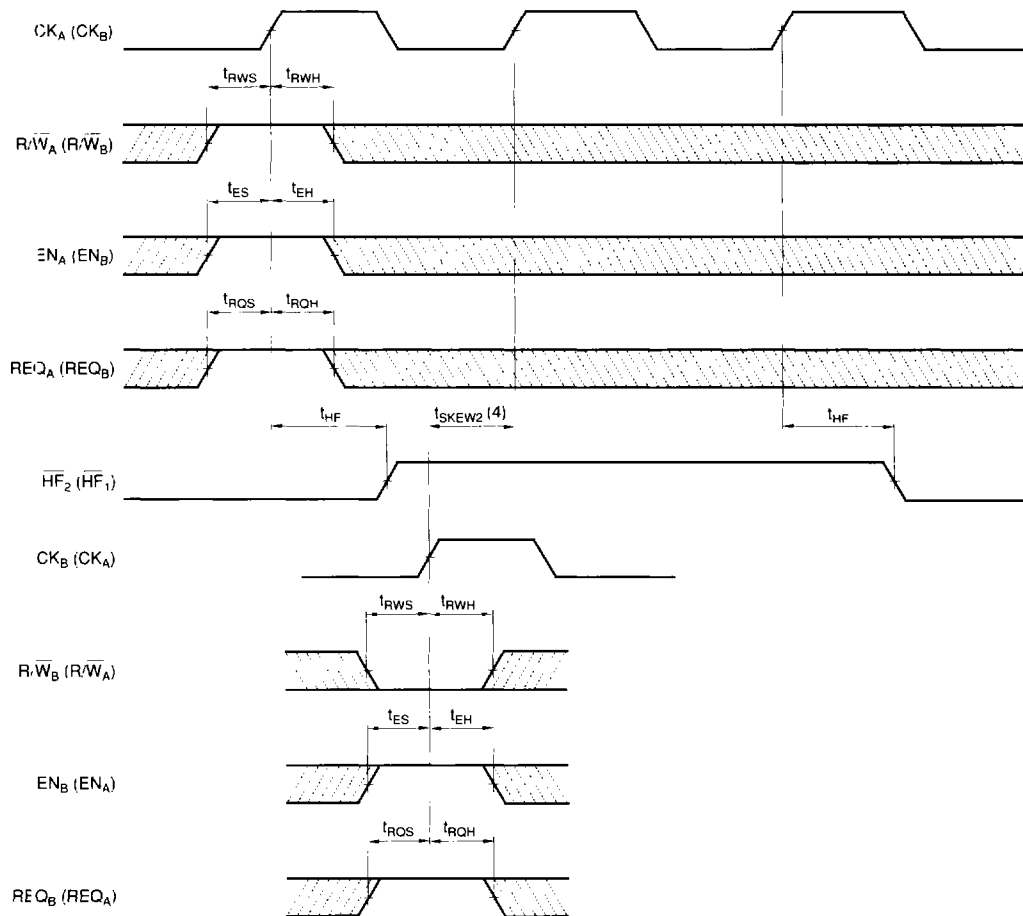 CK_A (CK_B)
t_RWS t_RWH
R/W̅_A (R/W̅_B)
t_ES t_EH
EN_A (EN_B)
t_RQS t_RQH
REQ_A (REQ_B)
t_HF t_SKEW2 (4) t_HF
H̅F̅_2 (H̅F̅_1)
CK_B (CK_A)
t_RWS t_RWH
R/W̅_B (R/W̅_A)
t_ES t_EH
EN_B (EN_A)
t_RQS t_RQH
REQ_B (REQ_A)